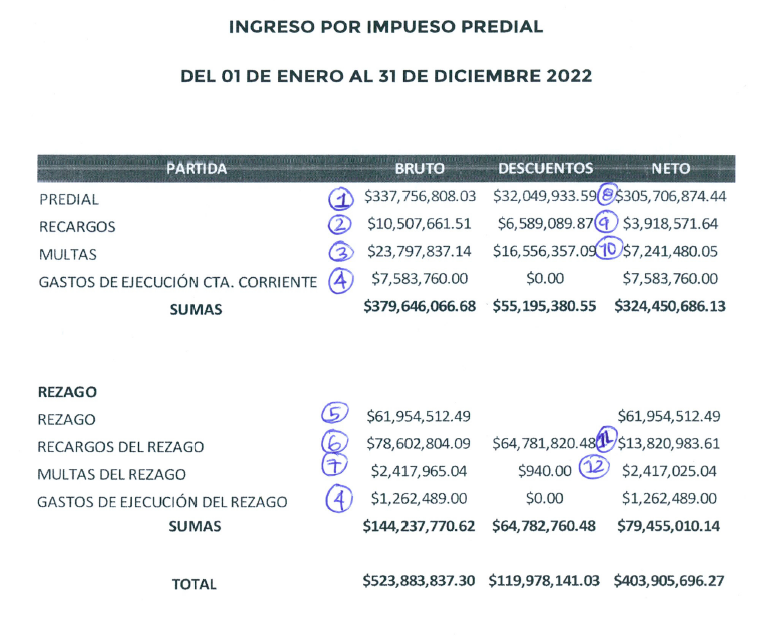 INGRESO POR IMPUESO PREDIAL
DEL 01 DE ENERO AL 31 DE DICIEMBRE 2022
PARTIDA BRUTO DESCUENTOS NETO
PREDIAL 1 $337,756,808.03 $32,049,933.59 8 $305,706,874.44
RECARGOS 2 $10,507,661.51 $6,589,089.87 9 $3,918,571.64
MULTAS 3 $23,797,837.14 $16,556,357.09 10 $7,241,480.05
GASTOS DE EJECUCIÓN CTA. CORRIENTE 4 $7,583,760.00 $0.00 $7,583,760.00
SUMAS $379,646,066.68 $55,195,380.55 $324,450,686.13
REZAGO
REZAGO 5 $61,954,512.49 $61,954,512.49
RECARGOS DEL REZAGO 6 $78,602,804.09 $64,781,820.48 11 $13,820,983.61
MULTAS DEL REZAGO 7 $2,417,965.04 $940.00 12 $2,417,025.04
GASTOS DE EJECUCIÓN DEL REZAGO 4 $1,262,489.00 $0.00 $1,262,489.00
SUMAS $144,237,770.62 $64,782,760.48 $79,455,010.14
TOTAL $523,883,837.30 $119,978,141.03 $403,905,696.27